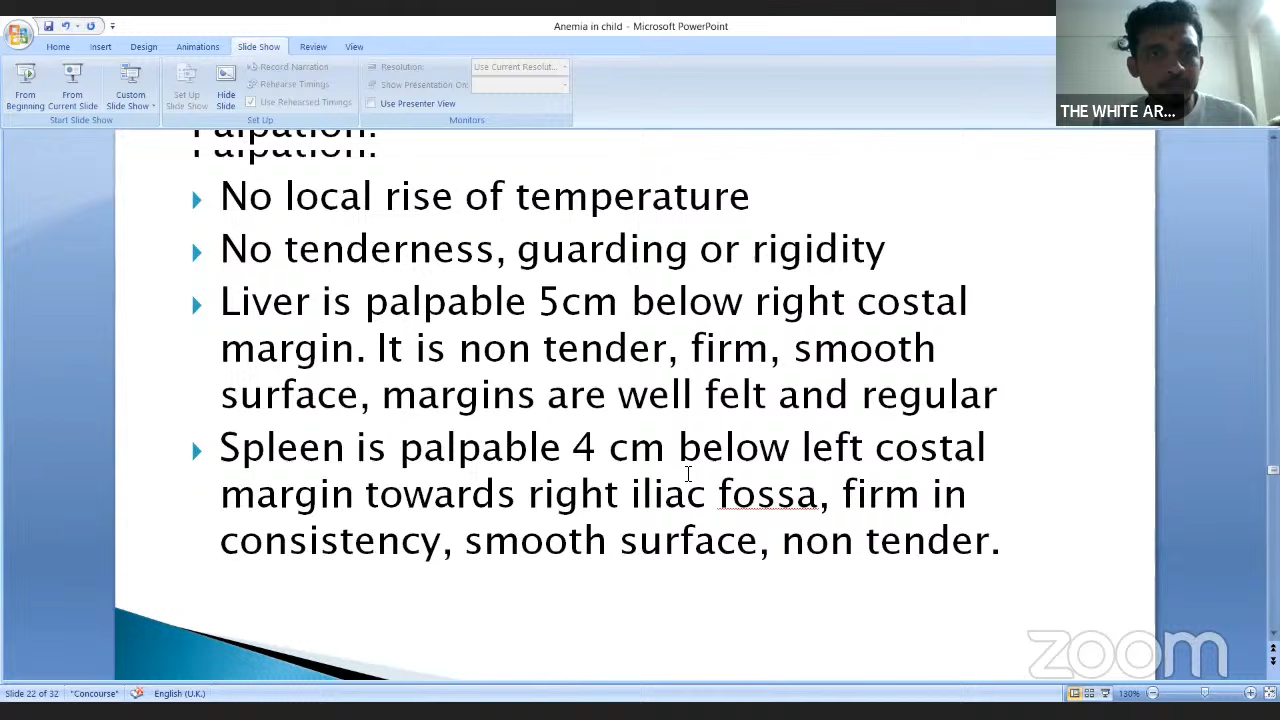 Anemia in child - Microsoft PowerPoint
Home Insert Design Animations Slide Show Review View
From Beginning
From Current Slide
Custom Slide Show
Set Up Slide Show
Hide Slide
Record Narration
Rehearse Timings
Use Rehearsed Timings
Resolution: Use Current Resolut...
Show Presentation On:
Use Presenter View
Start Slide Show Set Up Monitors
THE WHITE AR...
Palpation:
No local rise of temperature
No tenderness, guarding or rigidity
Liver is palpable 5cm below right costal
margin. It is non tender, firm, smooth
surface, margins are well felt and regular
Spleen is palpable 4 cm below left costal
margin towards right iliac fossa, firm in
consistency, smooth surface, non tender.
zoom
Slide 22 of 32 "Concourse" English (U.K.) 130%